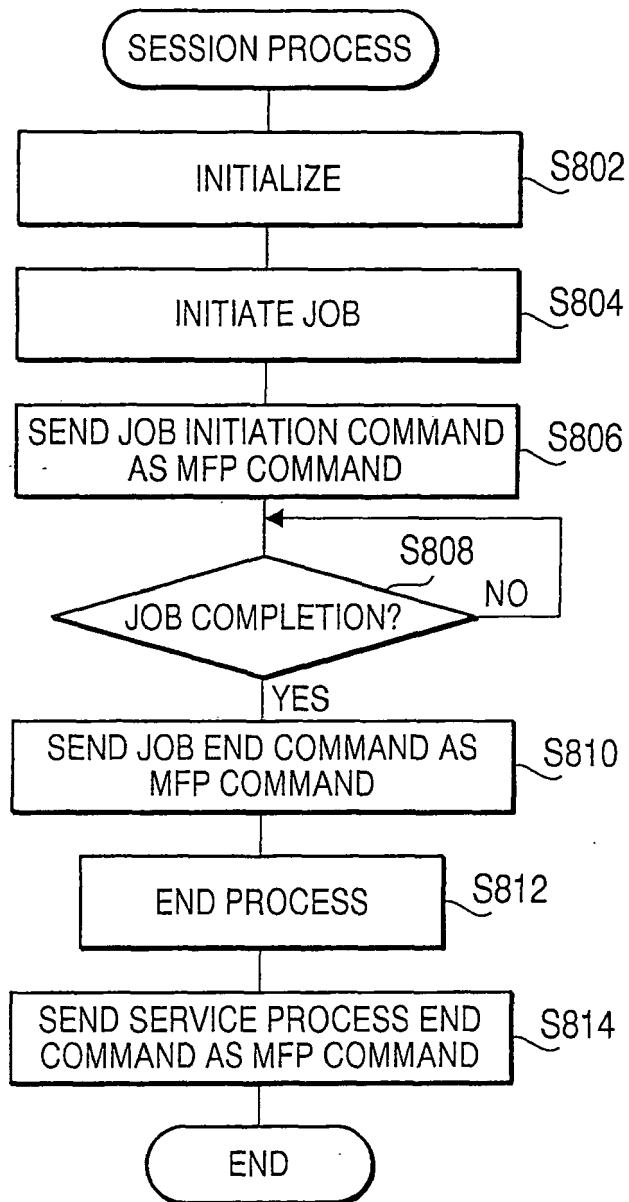 SESSION PROCESS
INITIALIZE
S802
INITIATE JOB
S804
SEND JOB INITIATION COMMAND
AS MFP COMMAND
S806
S808
JOB COMPLETION?
NO
YES
SEND JOB END COMMAND AS
MFP COMMAND
S810
END PROCESS
S812
SEND SERVICE PROCESS END
COMMAND AS MFP COMMAND
S814
END